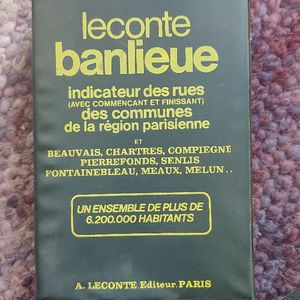 leconte
banlieue
indicateur des rues
(AVEC COMMENÇANT ET FINISSANT)
des communes
de la région parisienne
ET
BEAUVAIS, CHARTRES, COMPIEGNE
PIERREFONDS, SENLIS
FONTAINEBLEAU, MEAUX, MELUN..
UN ENSEMBLE DE PLUS DE
6.200.000 HABITANTS
A. LECONTE Editeur. PARIS